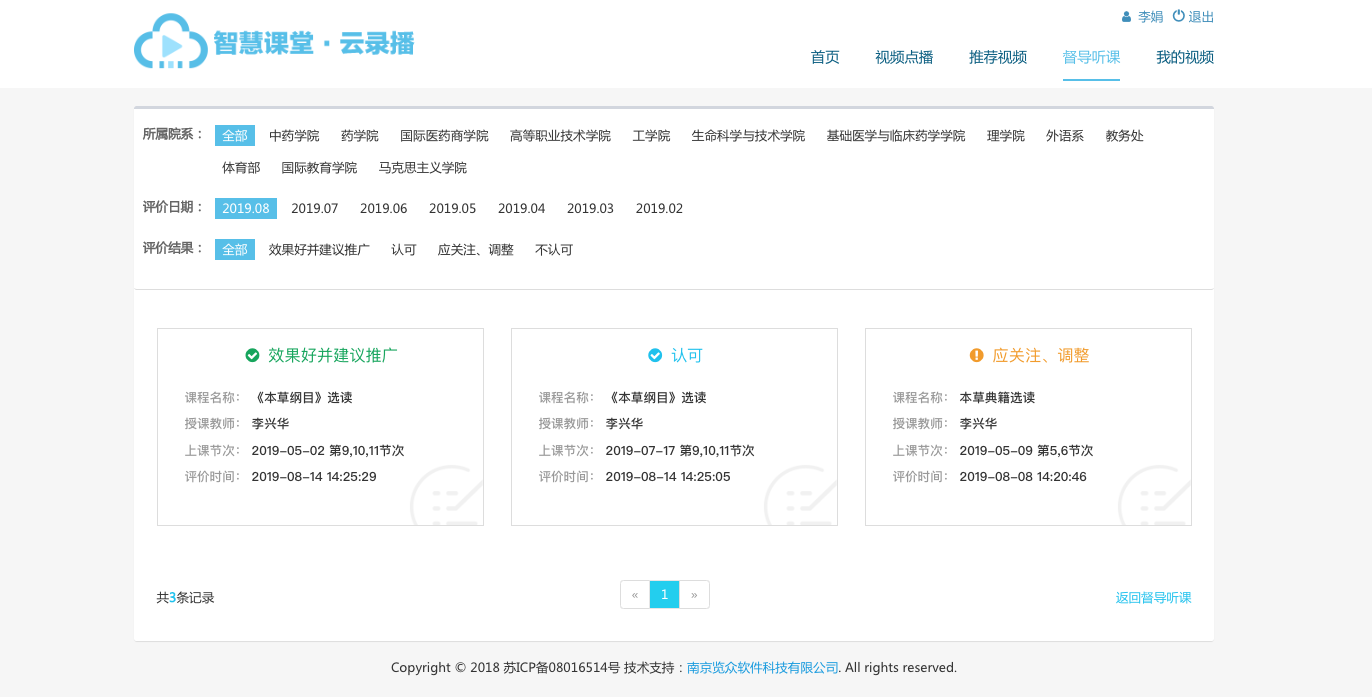 李娟 退出
智慧课堂·云录播
首页 视频点播 推荐视频 督导听课 我的视频
所属院系： 全部 中药学院 药学院 国际医药商学院 高等职业技术学院 工学院 生命科学与技术学院 基础医学与临床药学学院 理学院 外语系 教务处
体育部 国际教育学院 马克思主义学院
评价日期： 2019.08 2019.07 2019.06 2019.05 2019.04 2019.03 2019.02
评价结果： 全部 效果好并建议推广 认可 应关注、调整 不认可
效果好并建议推广
课程名称： 《本草纲目》选读
授课教师： 李兴华
上课节次： 2019-05-02 第9,10,11节次
评价时间： 2019-08-14 14:25:29
认可
课程名称： 《本草纲目》选读
授课教师： 李兴华
上课节次： 2019-07-17 第9,10,11节次
评价时间： 2019-08-14 14:25:05
应关注、调整
课程名称： 本草典籍选读
授课教师： 李兴华
上课节次： 2019-05-09 第5,6节次
评价时间： 2019-08-08 14:20:46
共3条记录 « 1 » 返回督导听课
Copyright © 2018 苏ICP备08016514号 技术支持：南京览众软件科技有限公司. All rights reserved.